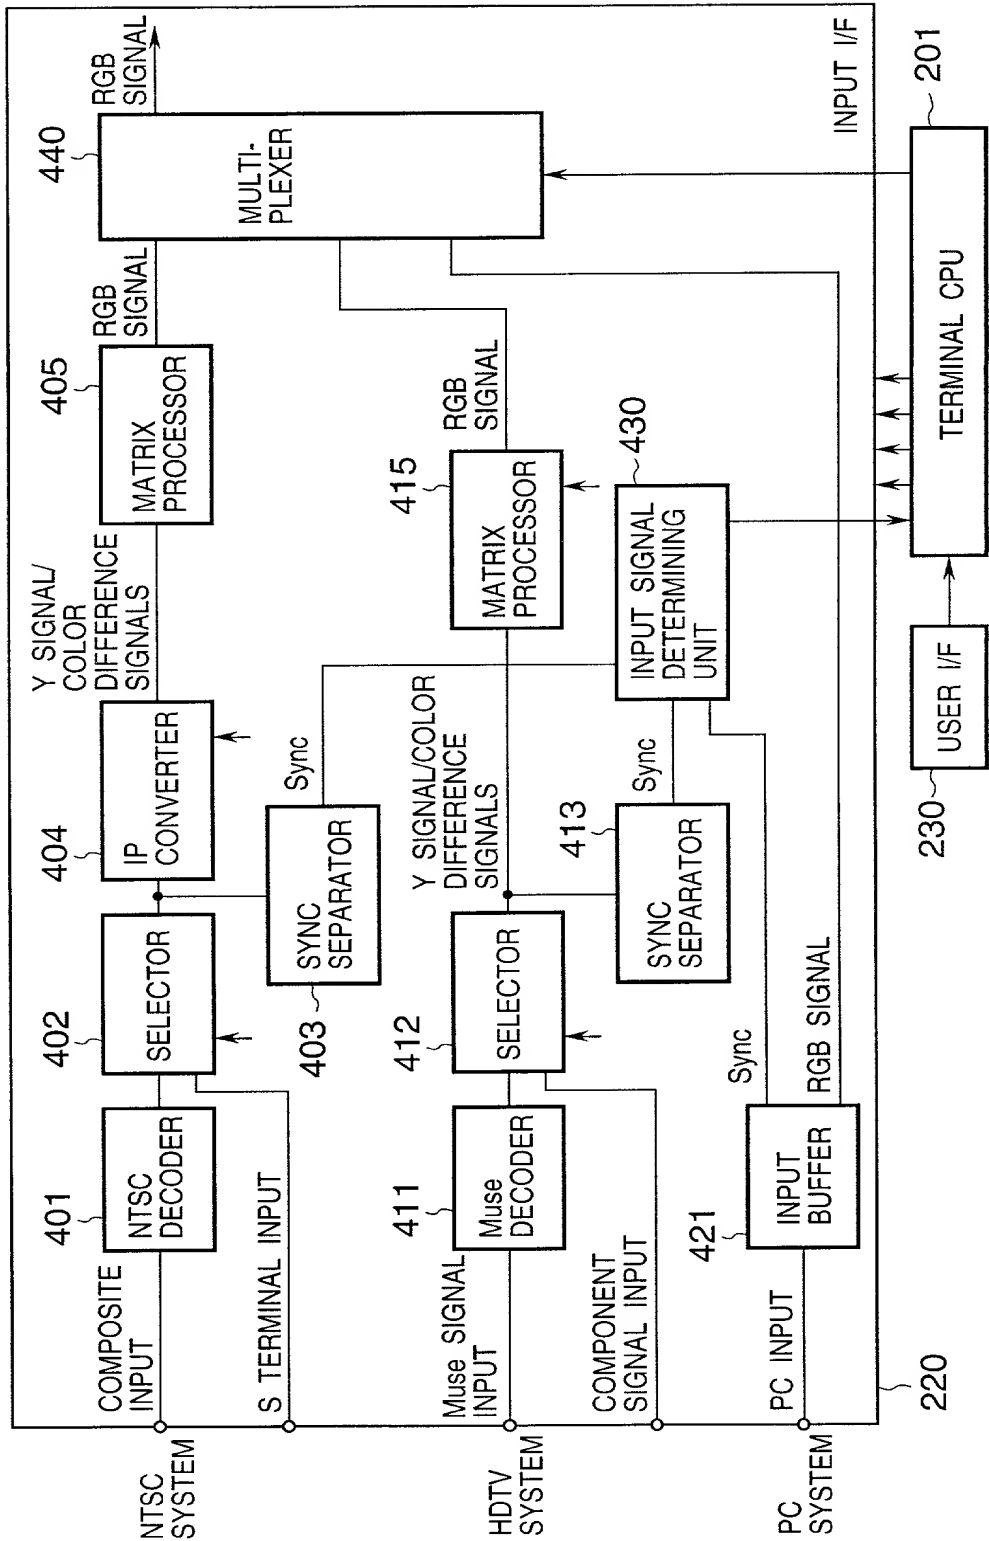 NTSC
SYSTEM
COMPOSITE
INPUT
401
NTSC
DECODER
402
SELECTOR
404
IP
CONVERTER
Y SIGNAL/
COLOR
DIFFERENCE
SIGNALS
405
MATRIX
PROCESSOR
RGB
SIGNAL
440
MULTI-
PLEXER
RGB
SIGNAL
S TERMINAL INPUT
403
SYNC
SEPARATOR
Sync
HDTV
SYSTEM
Muse SIGNAL
INPUT
411
Muse
DECODER
412
SELECTOR
Y SIGNAL/COLOR
DIFFERENCE
SIGNALS
415
MATRIX
PROCESSOR
RGB
SIGNAL
COMPONENT
SIGNAL INPUT
413
SYNC
SEPARATOR
Sync
430
INPUT SIGNAL
DETERMINING
UNIT
PC
SYSTEM
PC INPUT
421
INPUT
BUFFER
Sync
RGB SIGNAL
INPUT I/F
220
230
USER I/F
TERMINAL CPU
201